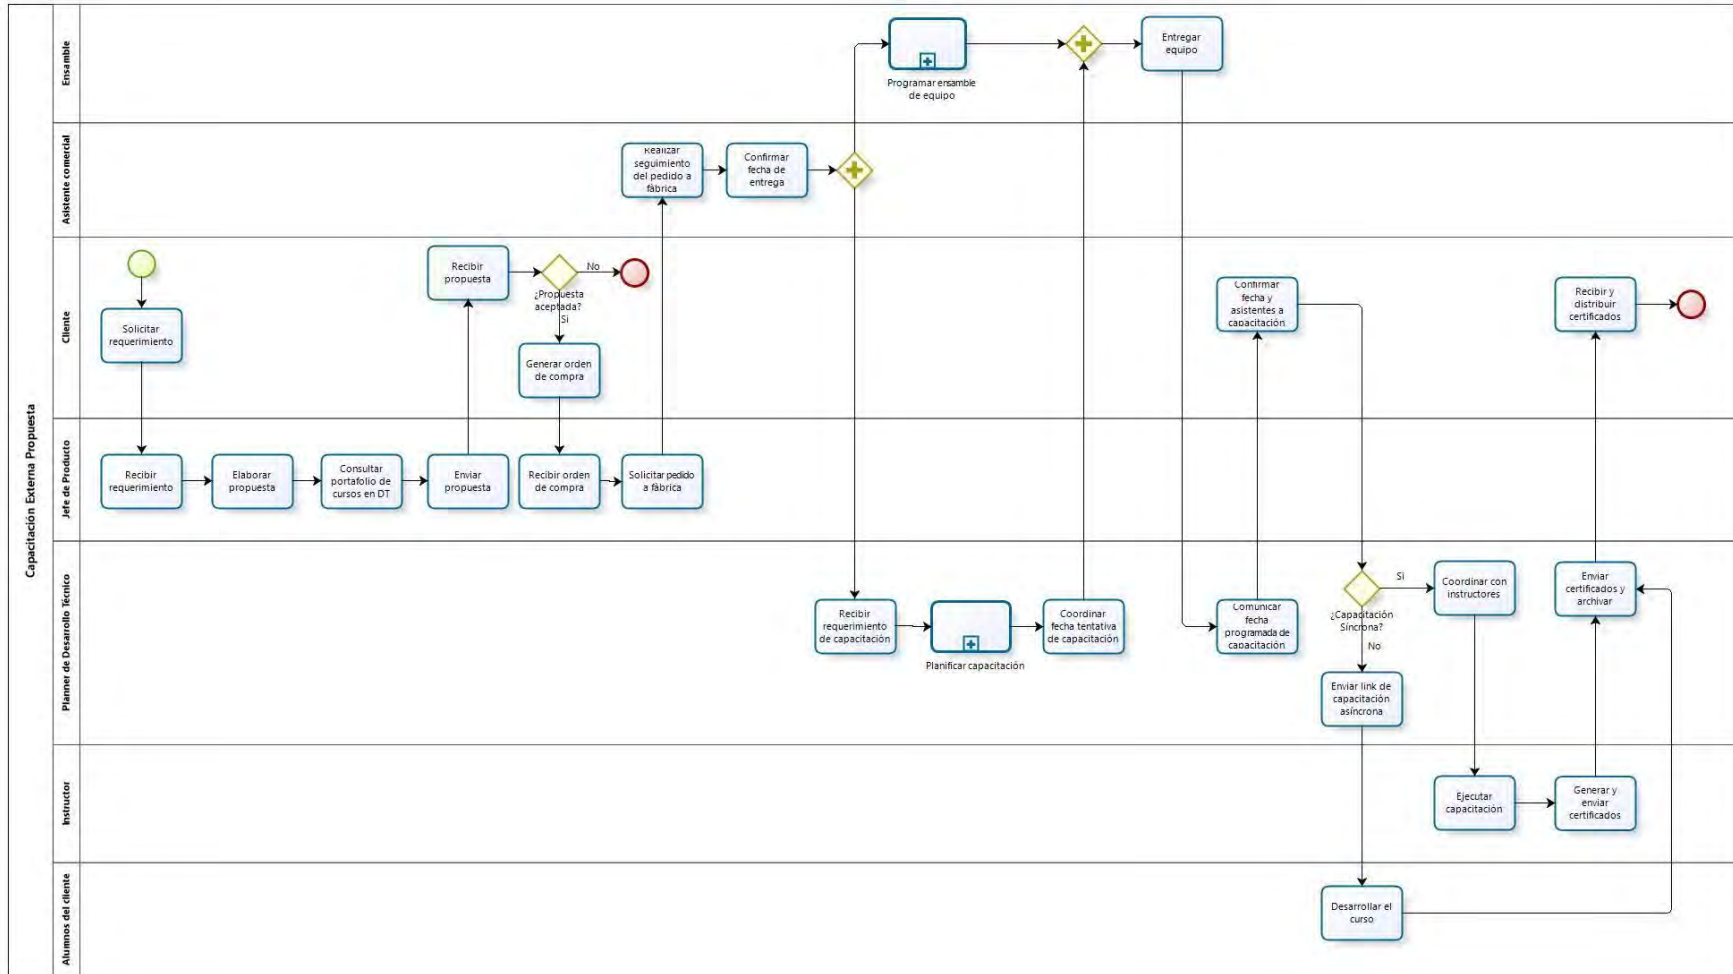 Capacitación Externa Propuesta
Ensamble
Programar ensamble
de equipo
Entregar
equipo
Asistente comercial
Realizar
seguimiento
del pedido a
fábrica
Confirmar
fecha de
entrega
Cliente
Solicitar
requerimiento
Recibir
propuesta
¿Propuesta
aceptada?
No
Si
Generar orden
de compra
Confirmar
fecha y
asistentes a
capacitación
Recibir y
distribuir
certificados
Jefe de Producto
Recibir
requerimiento
Elaborar
propuesta
Consultar
portafolio de
cursos en DT
Enviar
propuesta
Recibir orden
de compra
Solicitar pedido
a fábrica
Planner de Desarrollo Técnico
Recibir
requerimiento
de capacitación
Planificar capacitación
Coordinar
fecha tentativa
de capacitación
Comunicar
fecha
programada de
capacitación
¿Capacitación
Síncrona?
Si
No
Coordinar con
instructores
Enviar
certificados y
archivar
Enviar link de
capacitación
asíncrona
Instructor
Ejecutar
capacitación
Generar y
enviar
certificados
Alumnos del cliente
Desarrollar el
curso